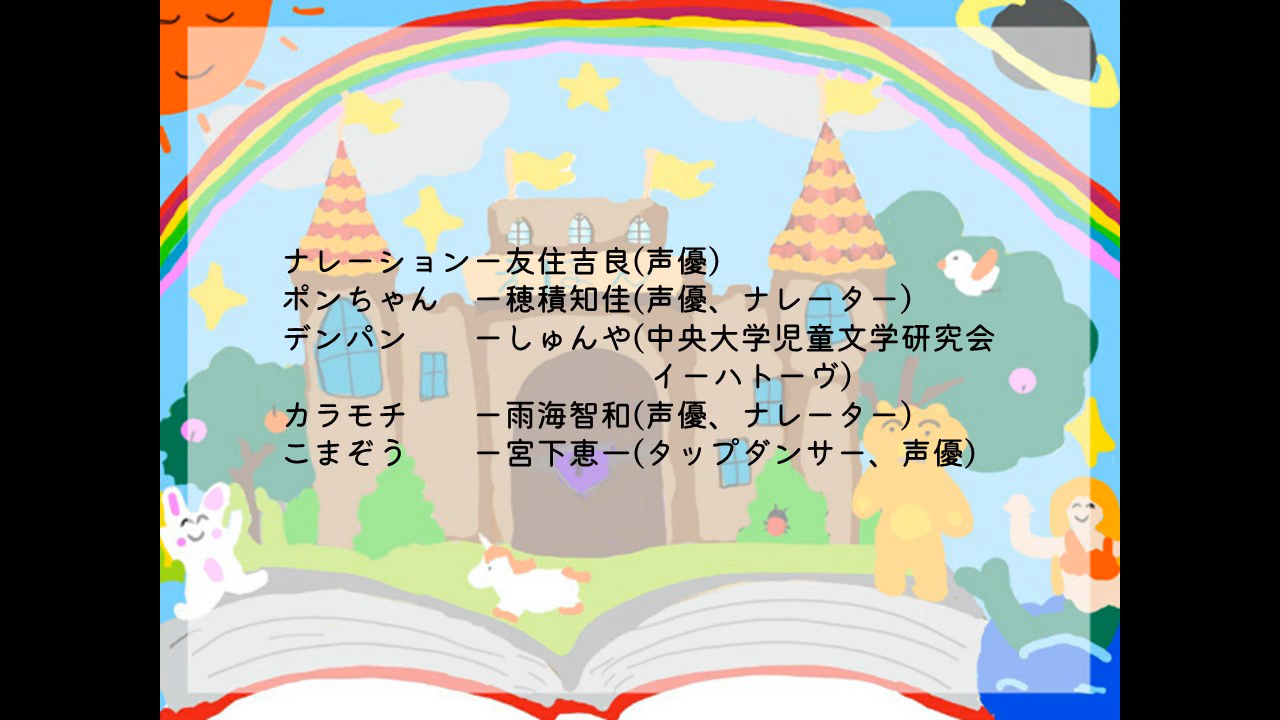 ナレーションー友住吉良(声優)
ポンちゃん　ー穂積知佳(声優、ナレーター)
デンパン　　ーしゅんや(中央大学児童文学研究会
イーハトーヴ)
カラモチ　　ー雨海智和(声優、ナレーター)
こまぞう　　ー宮下恵一(タップダンサー、声優)